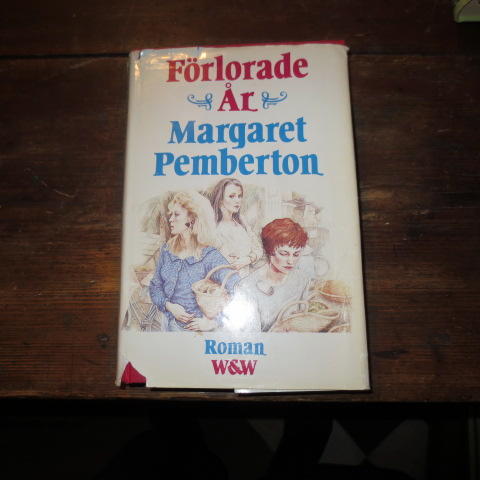 Förlorade
År
Margaret
Pemberton
Roman
W&W